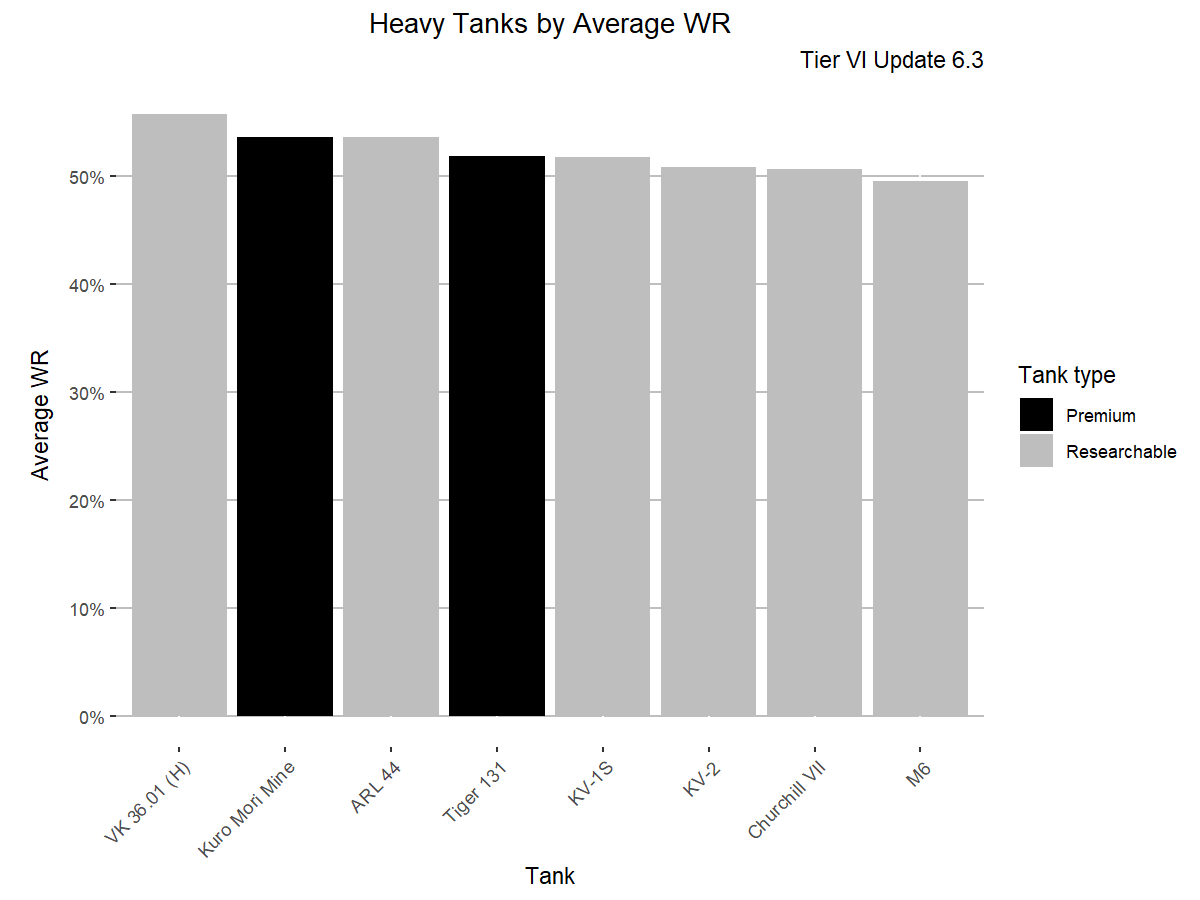 Heavy Tanks by Average WR
Tier VI Update 6.3
Average WR
50%
40%
30%
20%
10%
0%
VK 36.01 (H)
Kuro Mori Mine
ARL 44
Tiger 131
KV-1S
KV-2
Churchill VII
M6
Tank
Tank type
Premium
Researchable